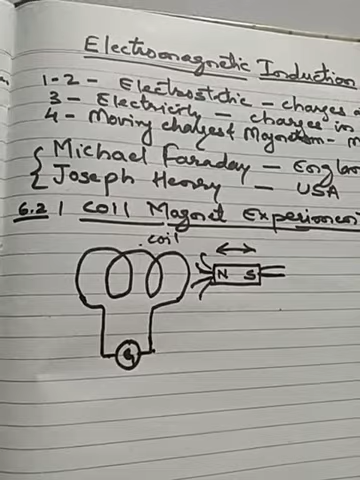 Electromagnetic Induction
1-2 - Electrostatic - charges
3 - Electricity - charges in
4 - Moving charges & Magnetism -
Michael Faraday -
Joseph Henry - USA
6.2 | Coil Magnet Experiment
coil
N S
G